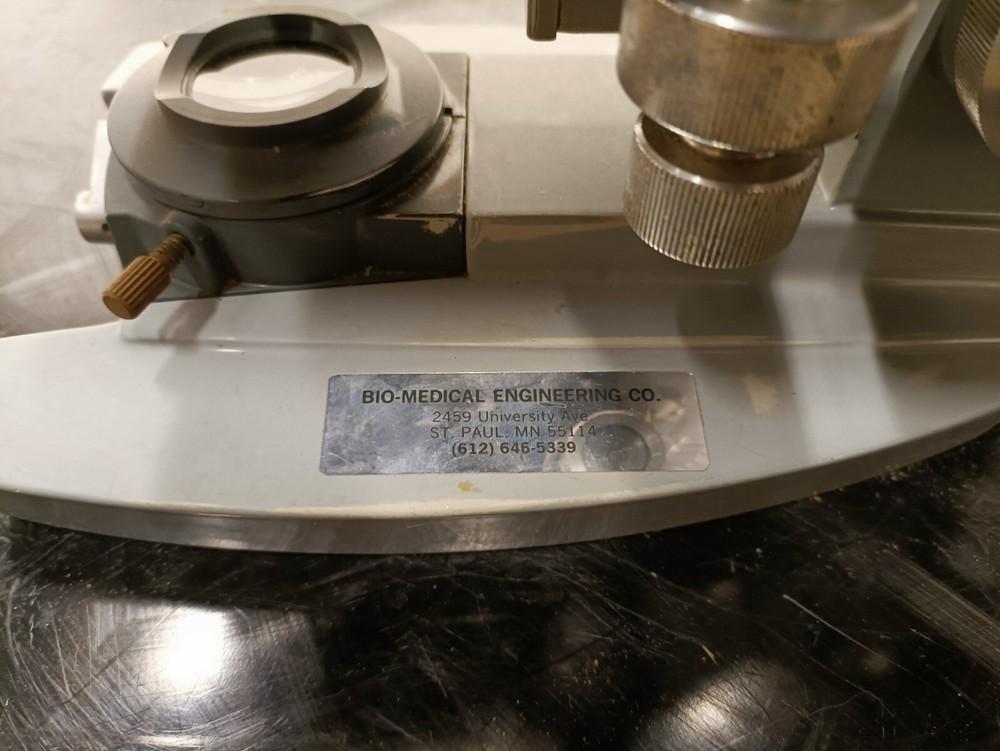 BIO-MEDICAL ENGINEERING CO.
2459 University Ave.
ST. PAUL, MN 55114
(612) 646-5339